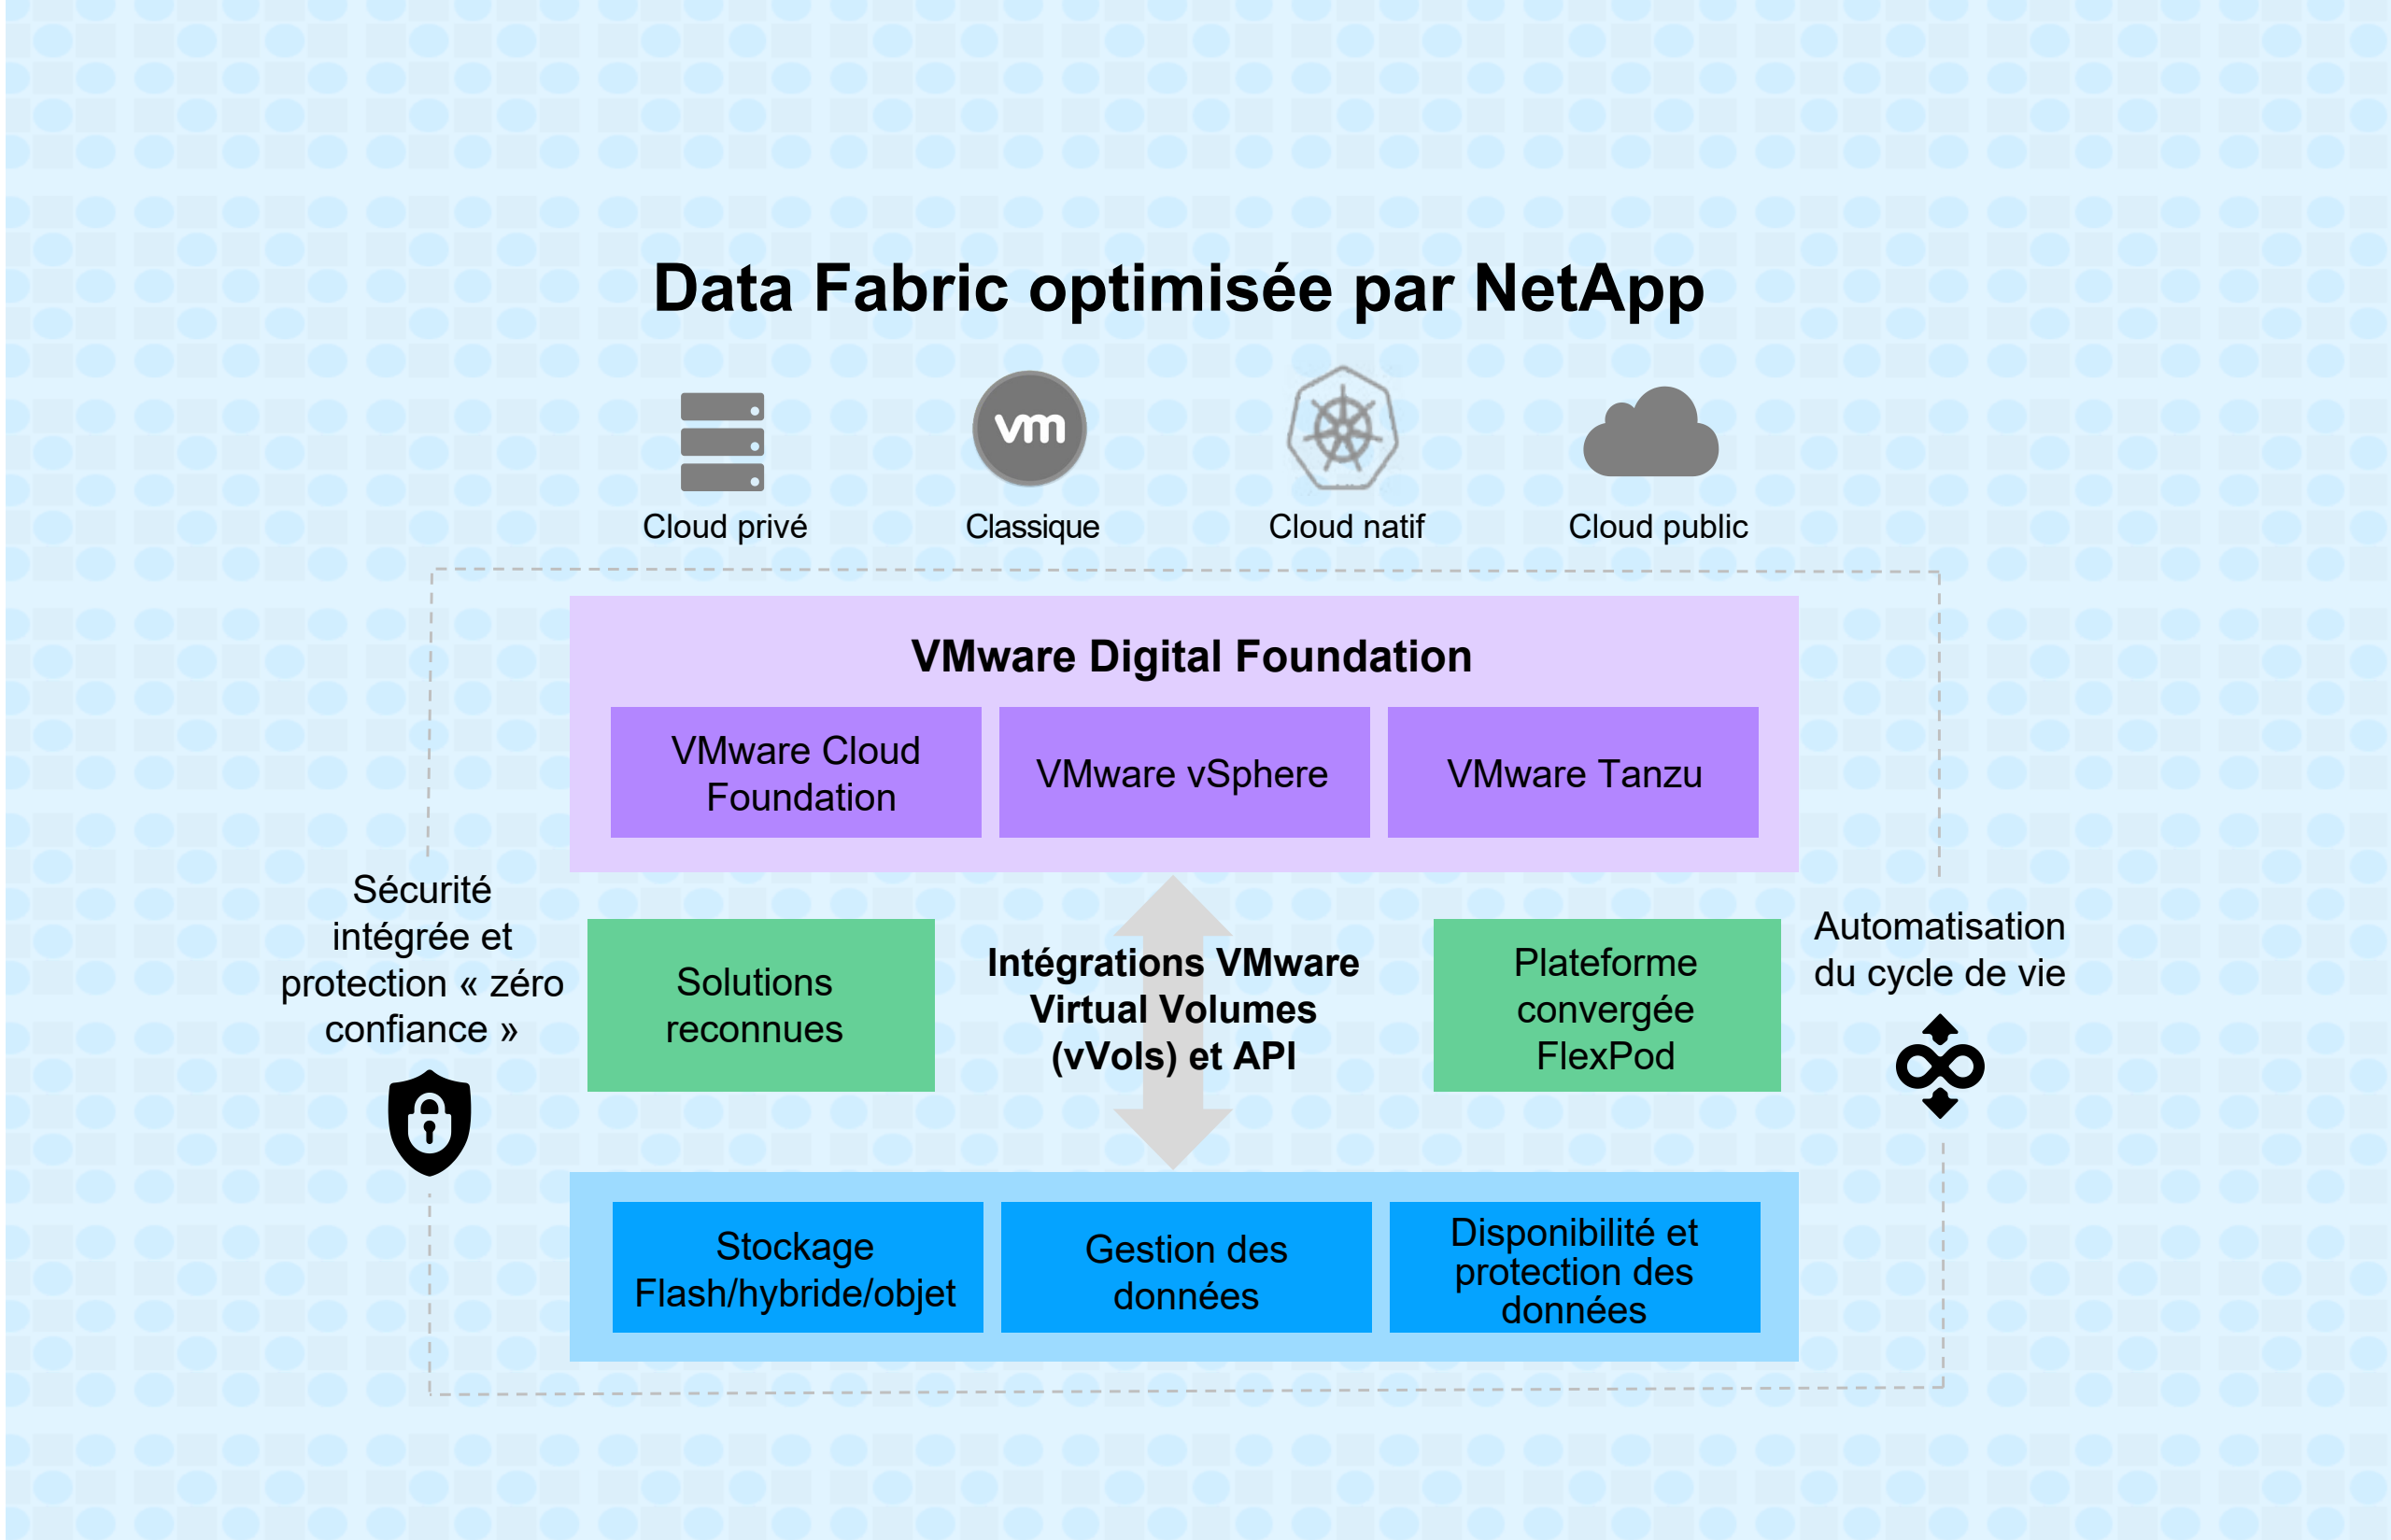 Data Fabric optimisée par NetApp
vm
Cloud privé
Classique
Cloud natif
Cloud public
VMware Digital Foundation
VMware Cloud
Foundation
VMware vSphere
VMware Tanzu
Sécurité
intégrée et
protection « zéro
confiance »
Solutions
reconnues
Intégrations VMware
Virtual Volumes
(vVols) et API
Plateforme
convergée
FlexPod
Automatisation
du cycle de vie
Stockage
Flash/hybride/objet
Gestion des
données
Disponibilité et
protection des
données